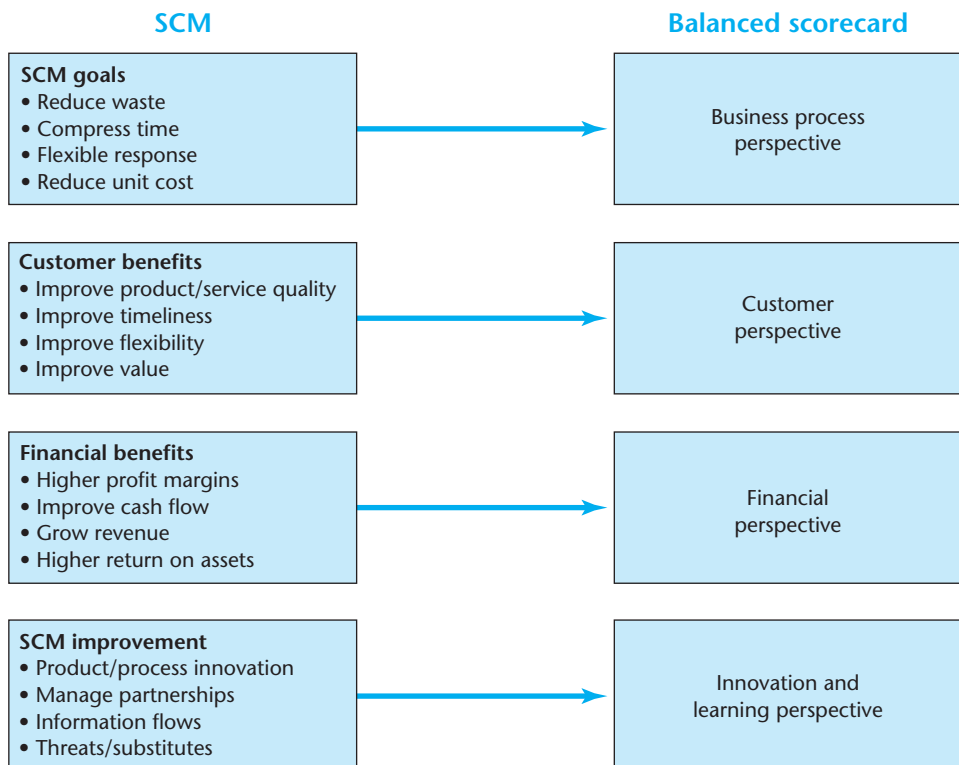 SCM
Balanced scorecard
SCM goals
• Reduce waste
• Compress time
• Flexible response
• Reduce unit cost
Business process
perspective
Customer benefits
• Improve product/service quality
• Improve timeliness
• Improve flexibility
• Improve value
Customer
perspective
Financial benefits
• Higher profit margins
• Improve cash flow
• Grow revenue
• Higher return on assets
Financial
perspective
SCM improvement
• Product/process innovation
• Manage partnerships
• Information flows
• Threats/substitutes
Innovation and
learning perspective